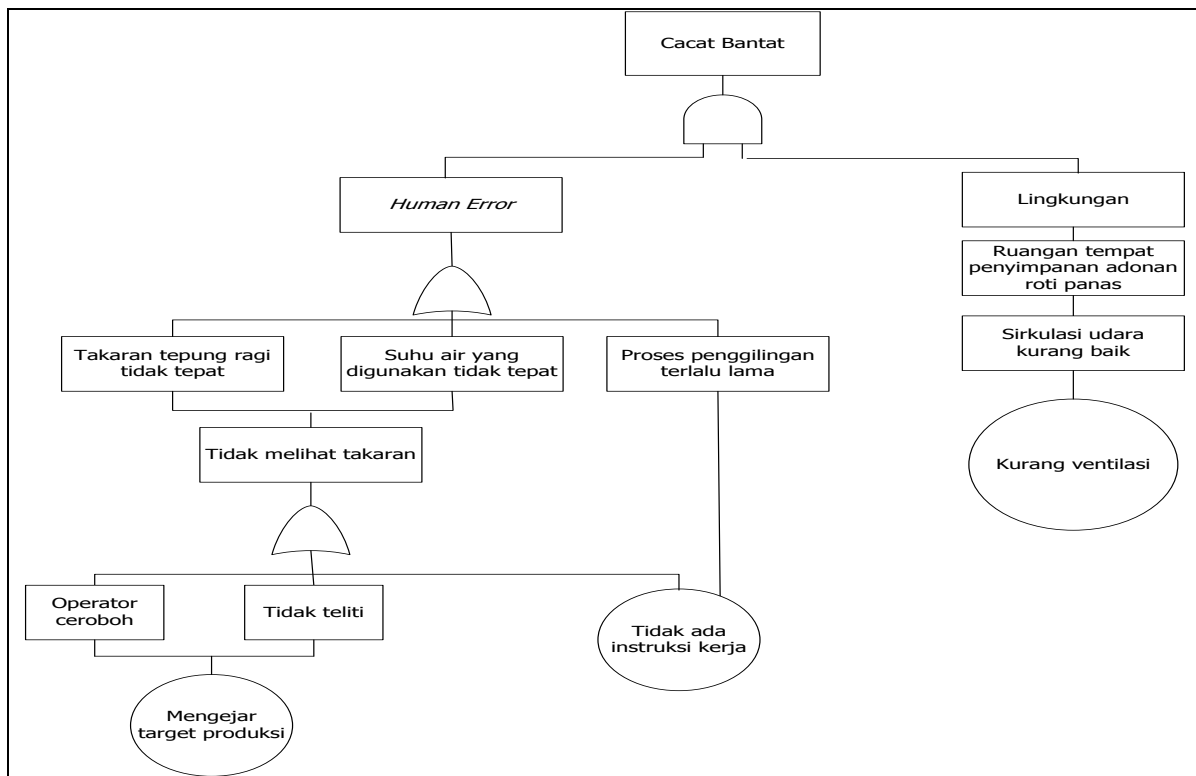 Cacat Bantat
Human Error
Lingkungan
Ruangan tempat
penyimpanan adonan
roti panas
Takaran tepung ragi
tidak tepat
Suhu air yang
digunakan tidak tepat
Proses penggilingan
terlalu lama
Sirkulasi udara
kurang baik
Tidak melihat takaran
Kurang ventilasi
Operator
ceroboh
Tidak teliti
Tidak ada
instruksi kerja
Mengejar
target produksi